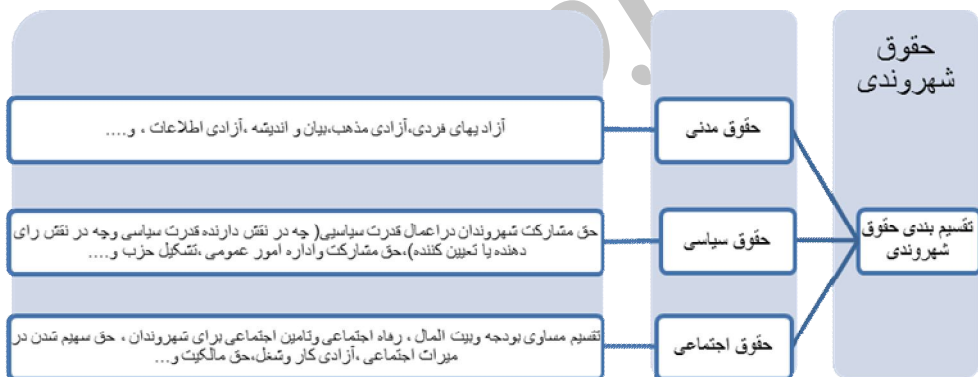 حقوق
شهروندی
تقسیم بندی حقوق
شهروندی
حقوق مدنی
آزادیهای فردی،آزادی مذهب،بیان و اندیشه ،آزادی اطلاعات ، و....
حقوق سیاسی
حق مشارکت شهروندان دراعمال قدرت سیاسیی( چه در نقش دارنده قدرت سیاسی وچه در نقش رای
دهنده یا تعیین کننده)،حق مشارکت واداره امور عمومی ،تشکیل حزب و....
حقوق اجتماعی
تقسیم مساوی بودجه وبیت المال ، رفاه اجتماعی وتامین اجتماعی برای شهروندان ، حق سهیم شدن در
میراث اجتماعی ،آزادی کار وشغل،حق مالکیت و...